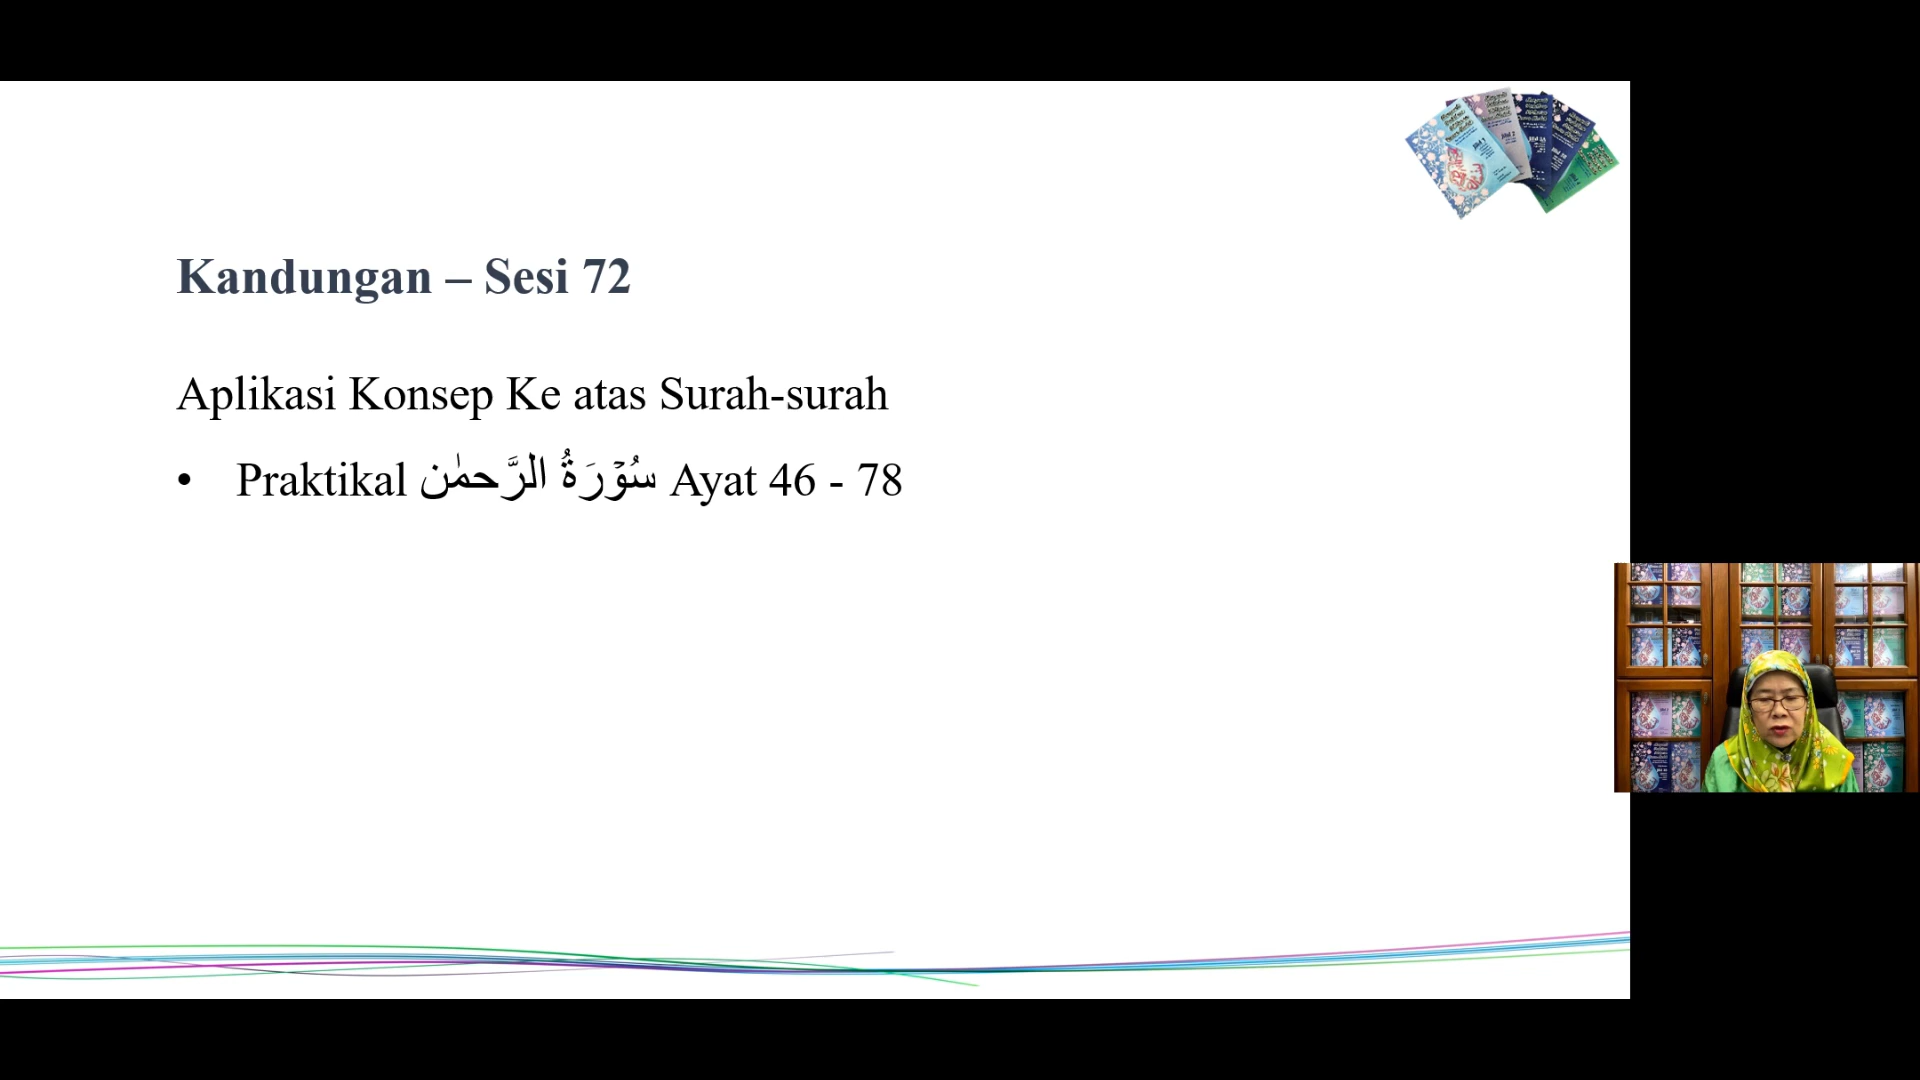 Kandungan – Sesi 72
Aplikasi Konsep Ke atas Surah-surah
• Praktikal سُوۡرَةُ الرَّحمٰن Ayat 46 - 78